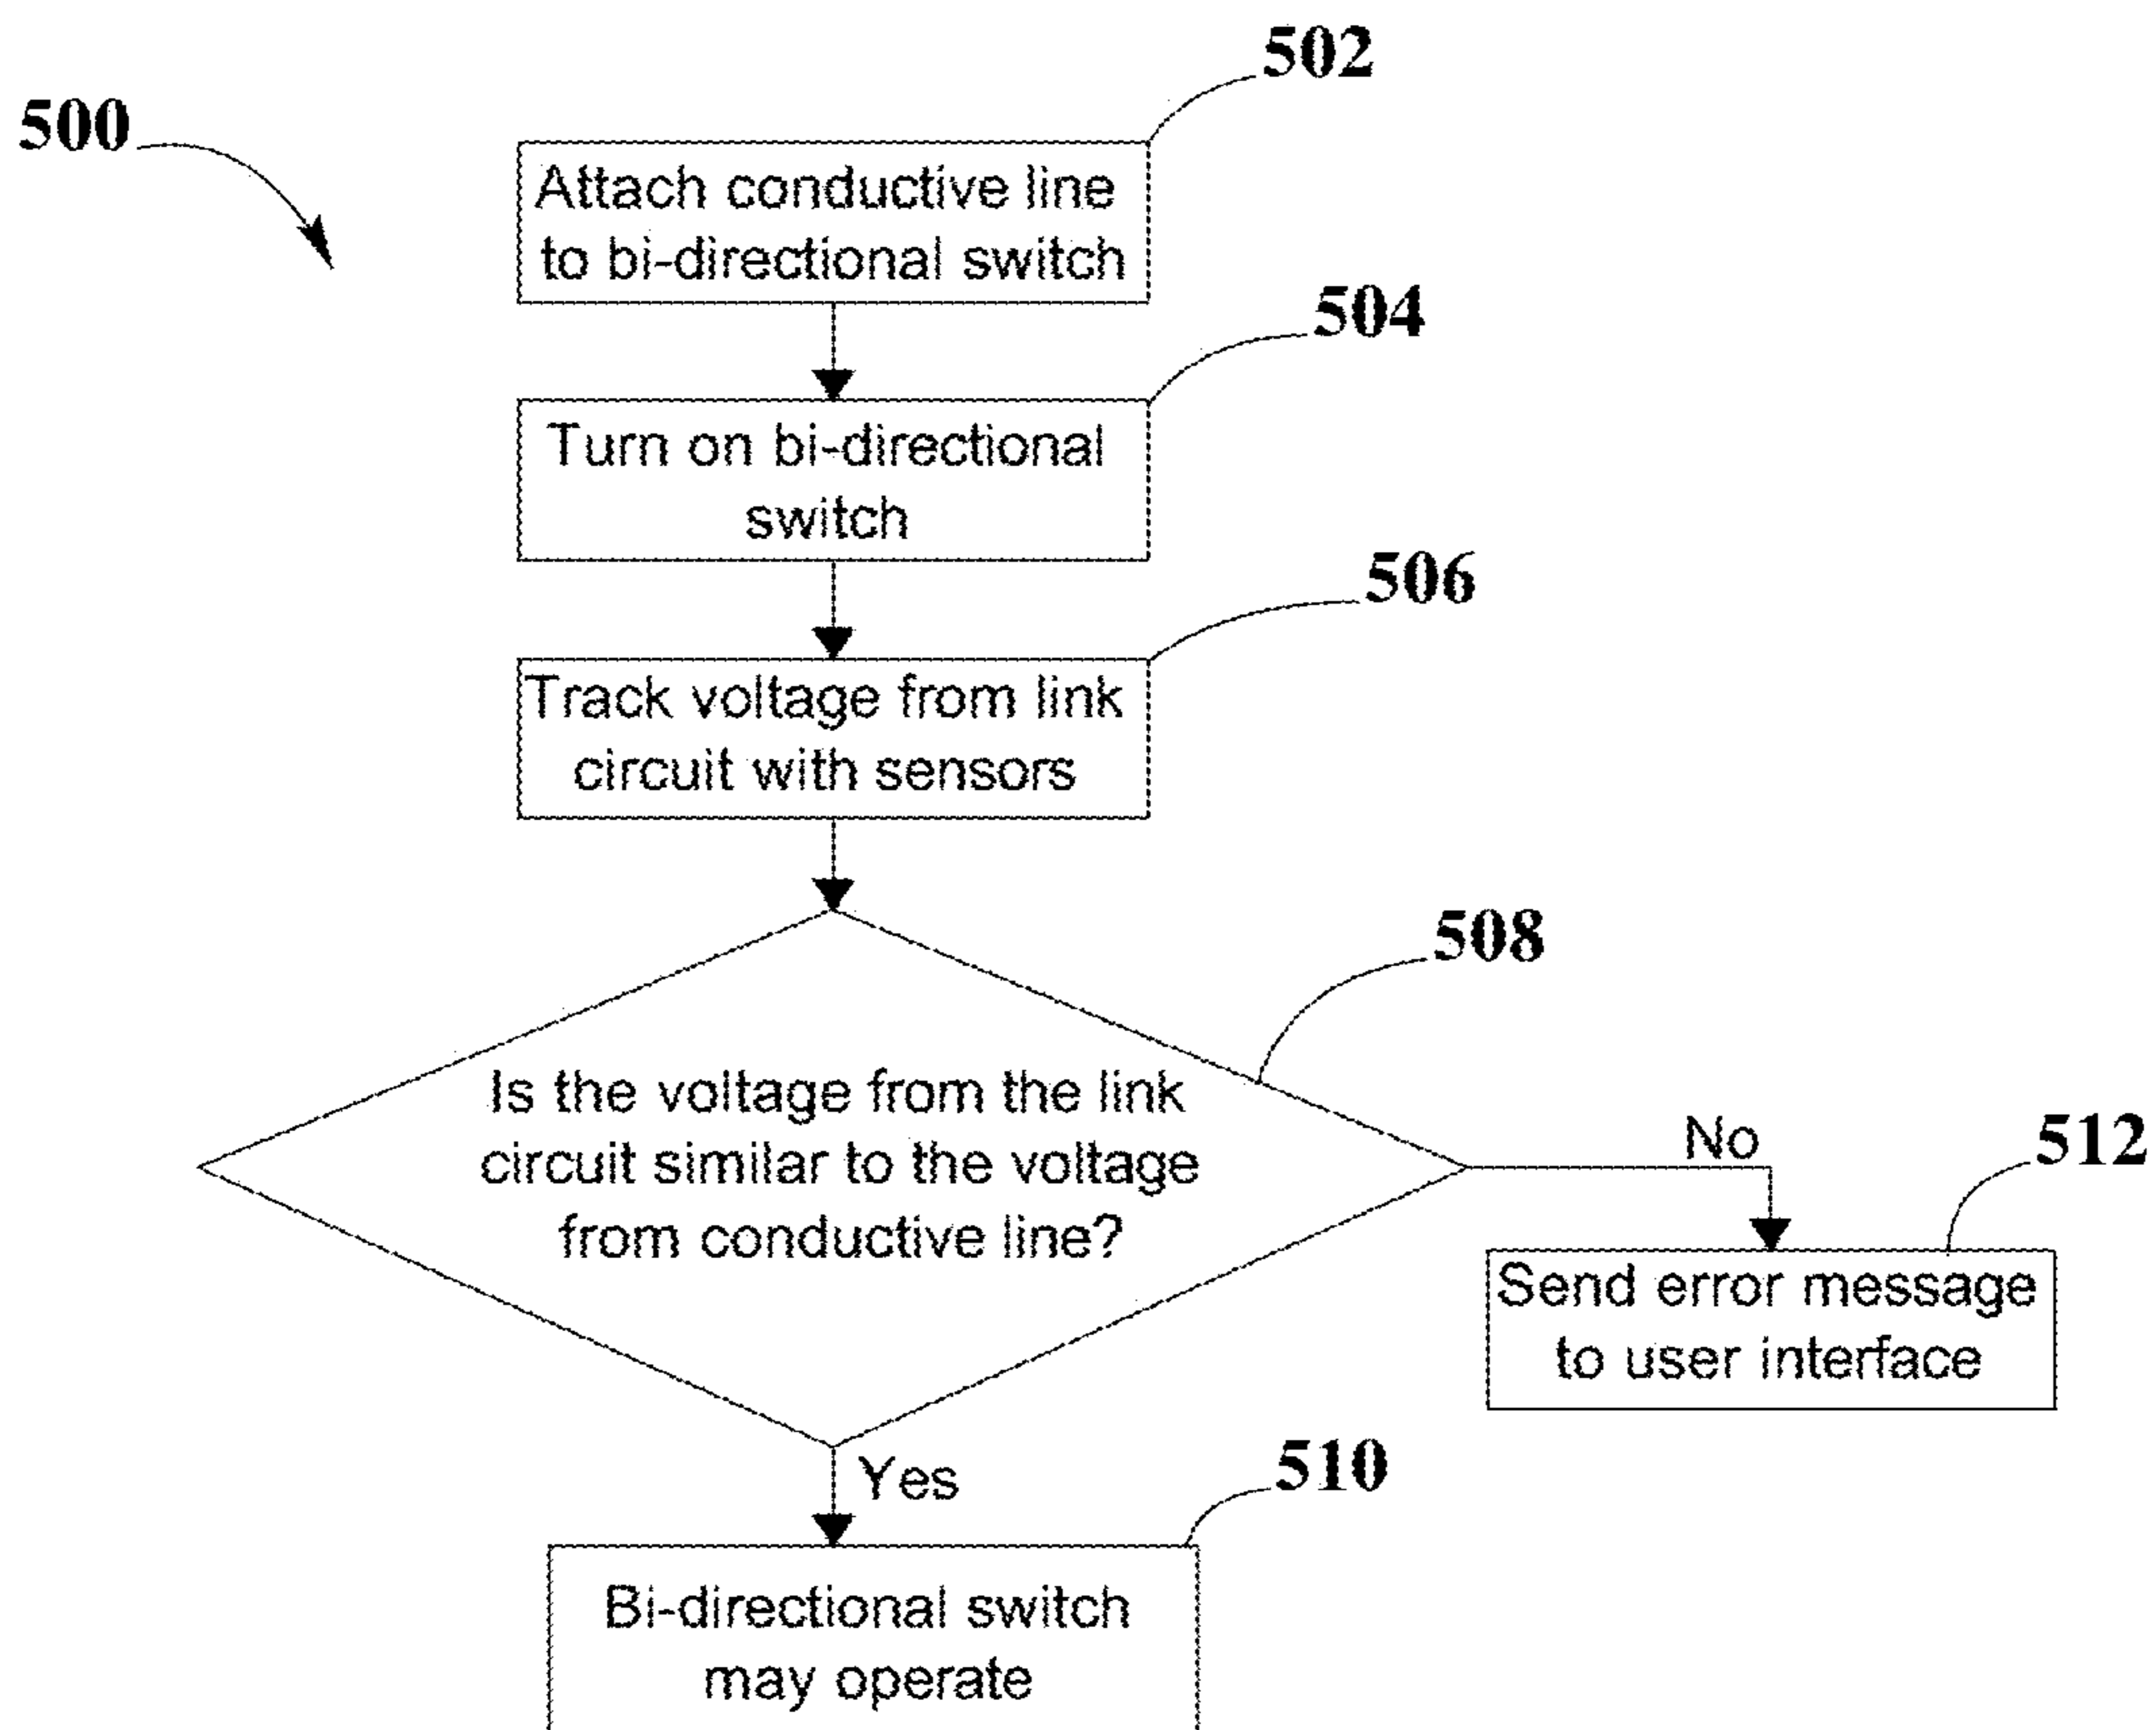 502
500
Attach conductive line
to bi-directional switch
504
Turn on bi-directional
switch
506
Track voltage from link
circuit with sensors
508
Is the voltage from the link
circuit similar to the voltage
from conductive line?
No
512
Send error message
to user interface
Yes
510
Bi-directional switch
may operate